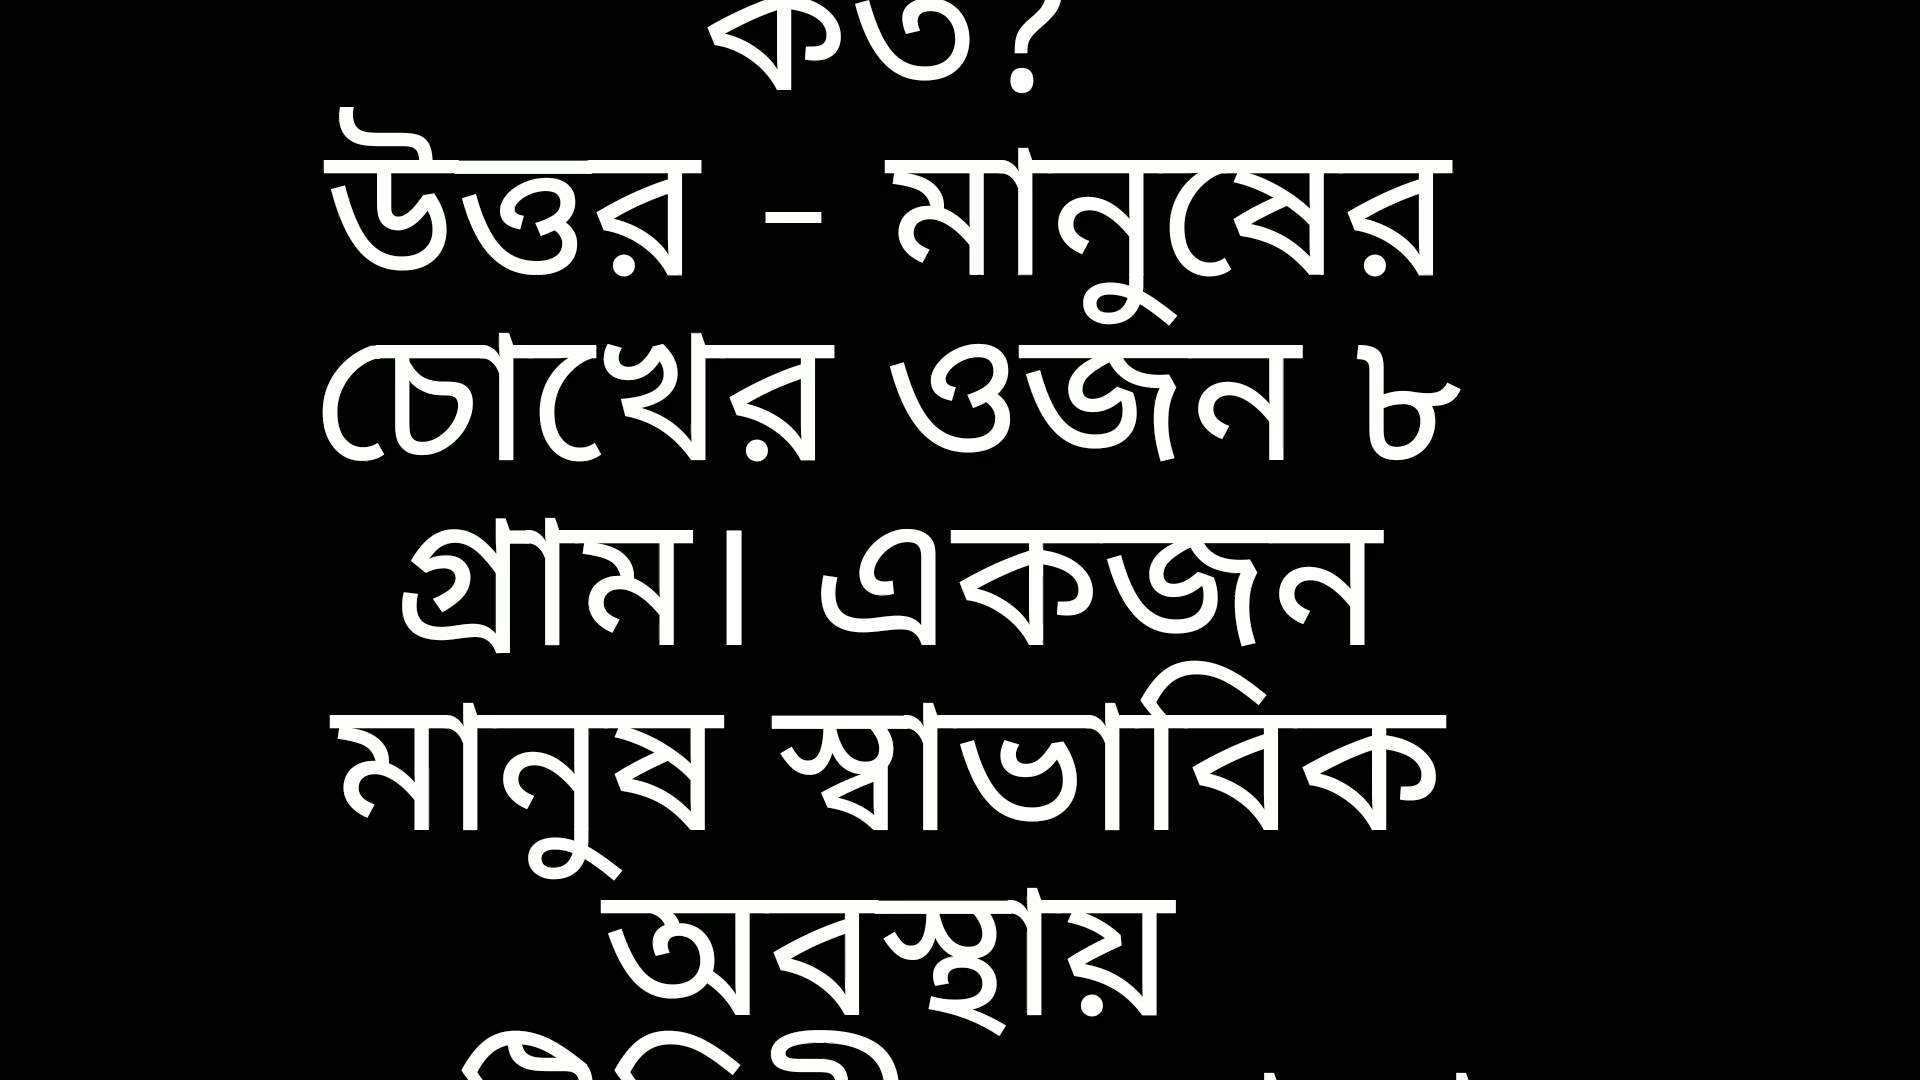 কত?
উত্তর - মানুষের
চোখের ওজন ৮
গ্রাম। একজন
মানুষ স্বাভাবিক
অবস্থায়